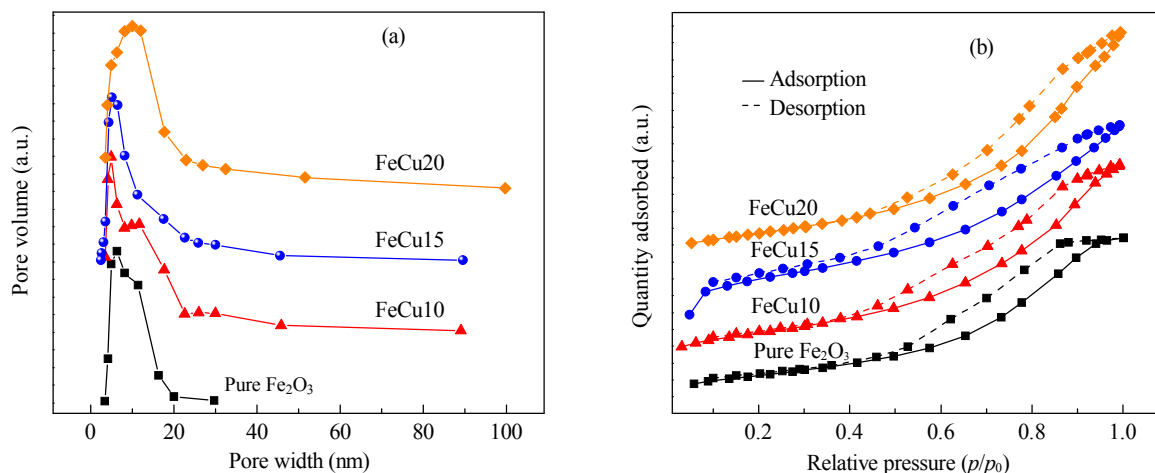 (a)
Pore volume (a.u.)
FeCu20
FeCu15
FeCu10
Pure Fe₂O₃
0 20 40 60 80 100
Pore width (nm)
(b)
Quantity adsorbed (a.u.)
Adsorption
Desorption
FeCu20
FeCu15
FeCu10
Pure Fe₂O₃
0.2 0.4 0.6 0.8 1.0
Relative pressure (p/p₀)